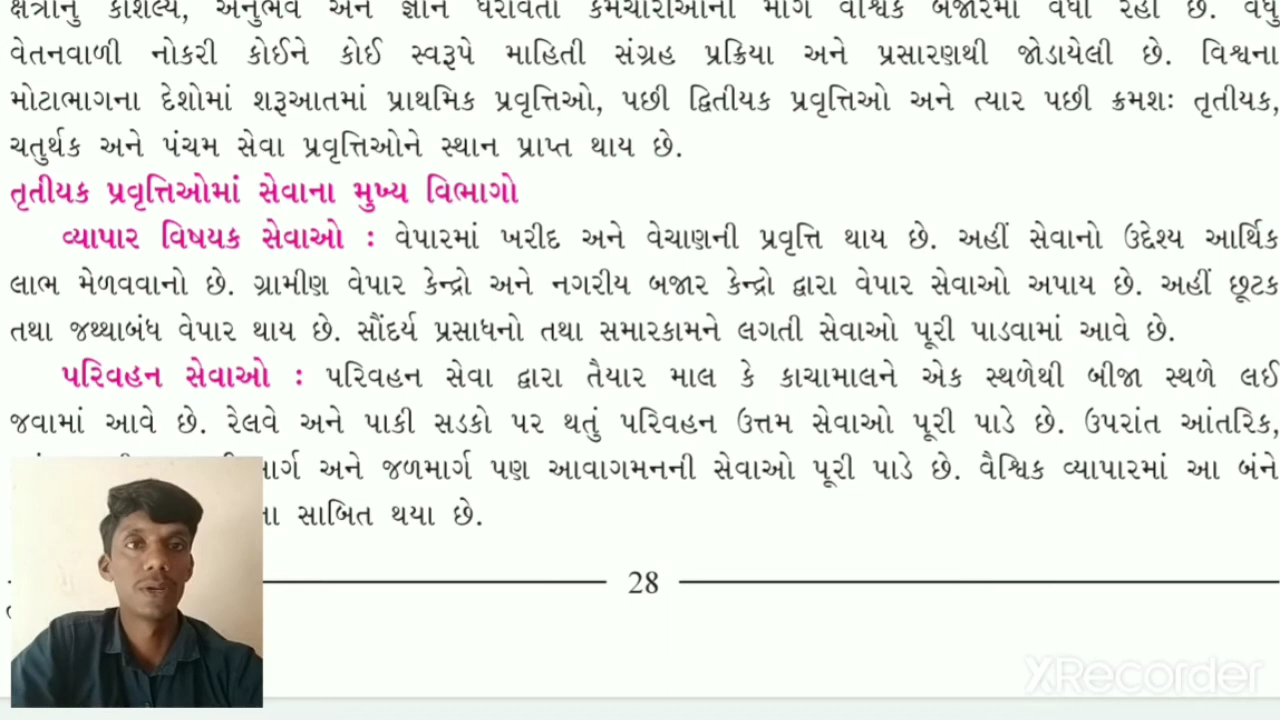 ક્ષેત્રોનું કૌશલ્ય, અનુભવ અને જ્ઞાન ધરાવતા કર્મચારીઓની માંગ વૈશ્વિક બજારમાં વધી રહી છે. વધુ
વેતનવાળી નોકરી કોઈને કોઈ સ્વરૂપે માહિતી સંગ્રહ પ્રક્રિયા અને પ્રસારણથી જોડાયેલી છે. વિશ્વના
મોટાભાગના દેશોમાં શરૂઆતમાં પ્રાથમિક પ્રવૃત્તિઓ, પછી દ્વિતીયક પ્રવૃત્તિઓ અને ત્યાર પછી ક્રમશઃ તૃતીયક,
ચતુર્થક અને પંચમ સેવા પ્રવૃત્તિઓને સ્થાન પ્રાપ્ત થાય છે.
તૃતીયક પ્રવૃત્તિઓમાં સેવાના મુખ્ય વિભાગો
વ્યાપાર વિષયક સેવાઓ : વેપારમાં ખરીદ અને વેચાણની પ્રવૃત્તિ થાય છે. અહીં સેવાનો ઉદેશ્ય આર્થિક
લાભ મેળવવાનો છે. ગ્રામીણ વેપાર કેન્દ્રો અને નગરીય બજાર કેન્દ્રો દ્વારા વેપાર સેવાઓ અપાય છે. અહીં છૂટક
તથા જથ્થાબંધ વેપાર થાય છે. સૌંદર્ય પ્રસાધનો તથા સમારકામને લગતી સેવાઓ પૂરી પાડવામાં આવે છે.
પરિવહન સેવાઓ : પરિવહન સેવા દ્વારા તૈયાર માલ કે કાચામાલને એક સ્થળેથી બીજા સ્થળે લઈ
જવામાં આવે છે. રેલવે અને પાકી સડકો પર થતું પરિવહન ઉત્તમ સેવાઓ પૂરી પાડે છે. ઉપરાંત આંતરિક,
અને જળમાર્ગ પણ આવાગમનની સેવાઓ પૂરી પાડે છે. વૈશ્વિક વ્યાપારમાં આ બંને
સાબિત થયા છે.
28
XRecorder